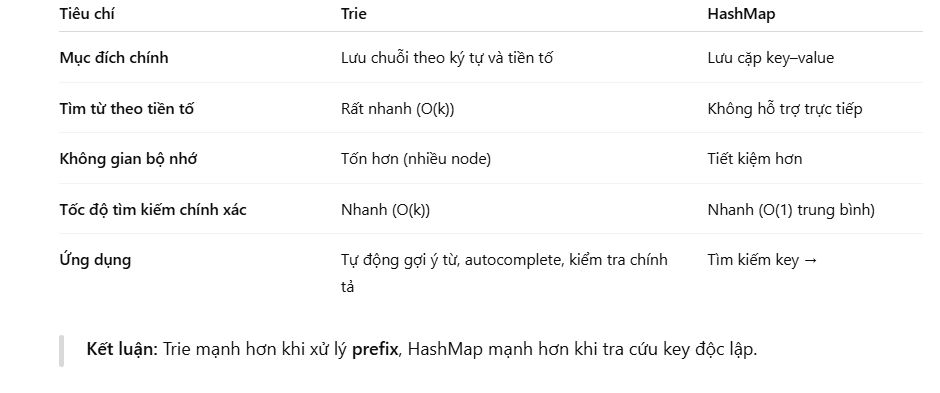 Tiêu chí Trie HashMap
Mục đích chính Lưu chuỗi theo ký tự và tiền tố Lưu cặp key–value
Tìm từ theo tiền tố Rất nhanh (O(k)) Không hỗ trợ trực tiếp
Không gian bộ nhớ Tốn hơn (nhiều node) Tiết kiệm hơn
Tốc độ tìm kiếm chính xác Nhanh (O(k)) Nhanh (O(1) trung bình)
Ứng dụng Tự động gợi ý từ, autocomplete, kiểm tra chính Tìm kiếm key →
tả
Kết luận: Trie mạnh hơn khi xử lý prefix, HashMap mạnh hơn khi tra cứu key độc lập.